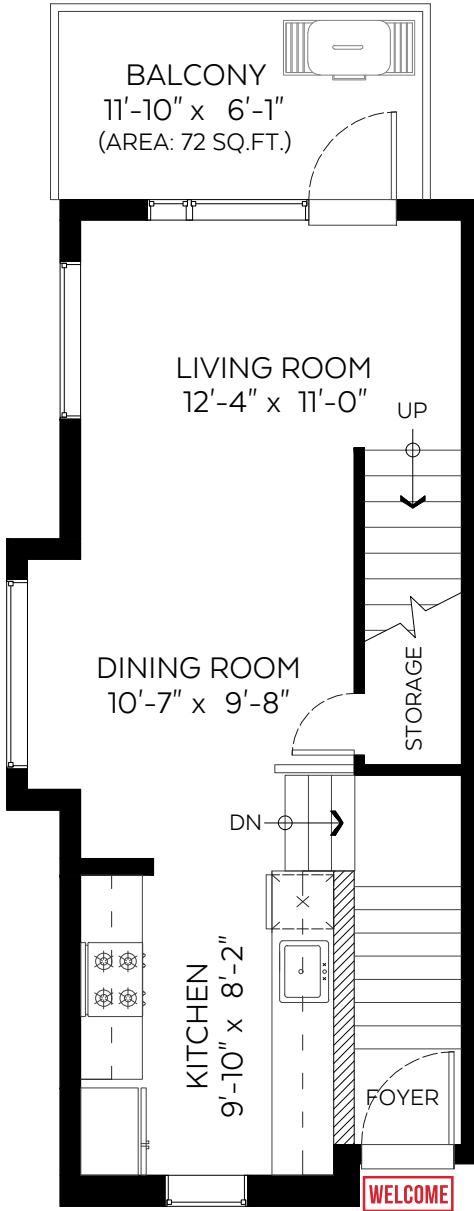 BALCONY
11'-10" x 6'-1"
(AREA: 72 SQ.FT.)
LIVING ROOM
12'-4" x 11'-0"
UP
DINING ROOM
10'-7" x 9'-8"
STORAGE
DN
KITCHEN
9'-10" x 8'-2"
FOYER
WELCOME